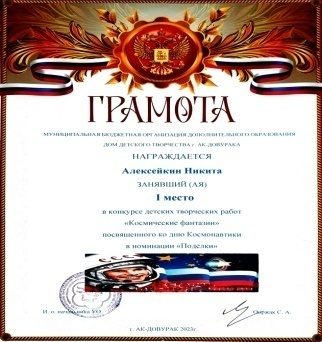 ГРАМОТА
МУНИЦИПАЛЬНАЯ БЮДЖЕТНАЯ ОРГАНИЗАЦИЯ ДОПОЛНИТЕЛЬНОГО ОБРАЗОВАНИЯ
ДОМ ДЕТСКОГО ТВОРЧЕСТВА г. АК-ДОВУРАКА
НАГРАЖДАЕТСЯ
Алексейкин Никита
ЗАНЯВШИЙ (АЯ)
I место
в конкурсе детских творческих работ
«Космические фантазии»
посвященного ко дню Космонавтики
в номинации «Поделки»
И. о. начальника УО
Ооржак С. А.
г. АК-ДОВУРАК 2023г.